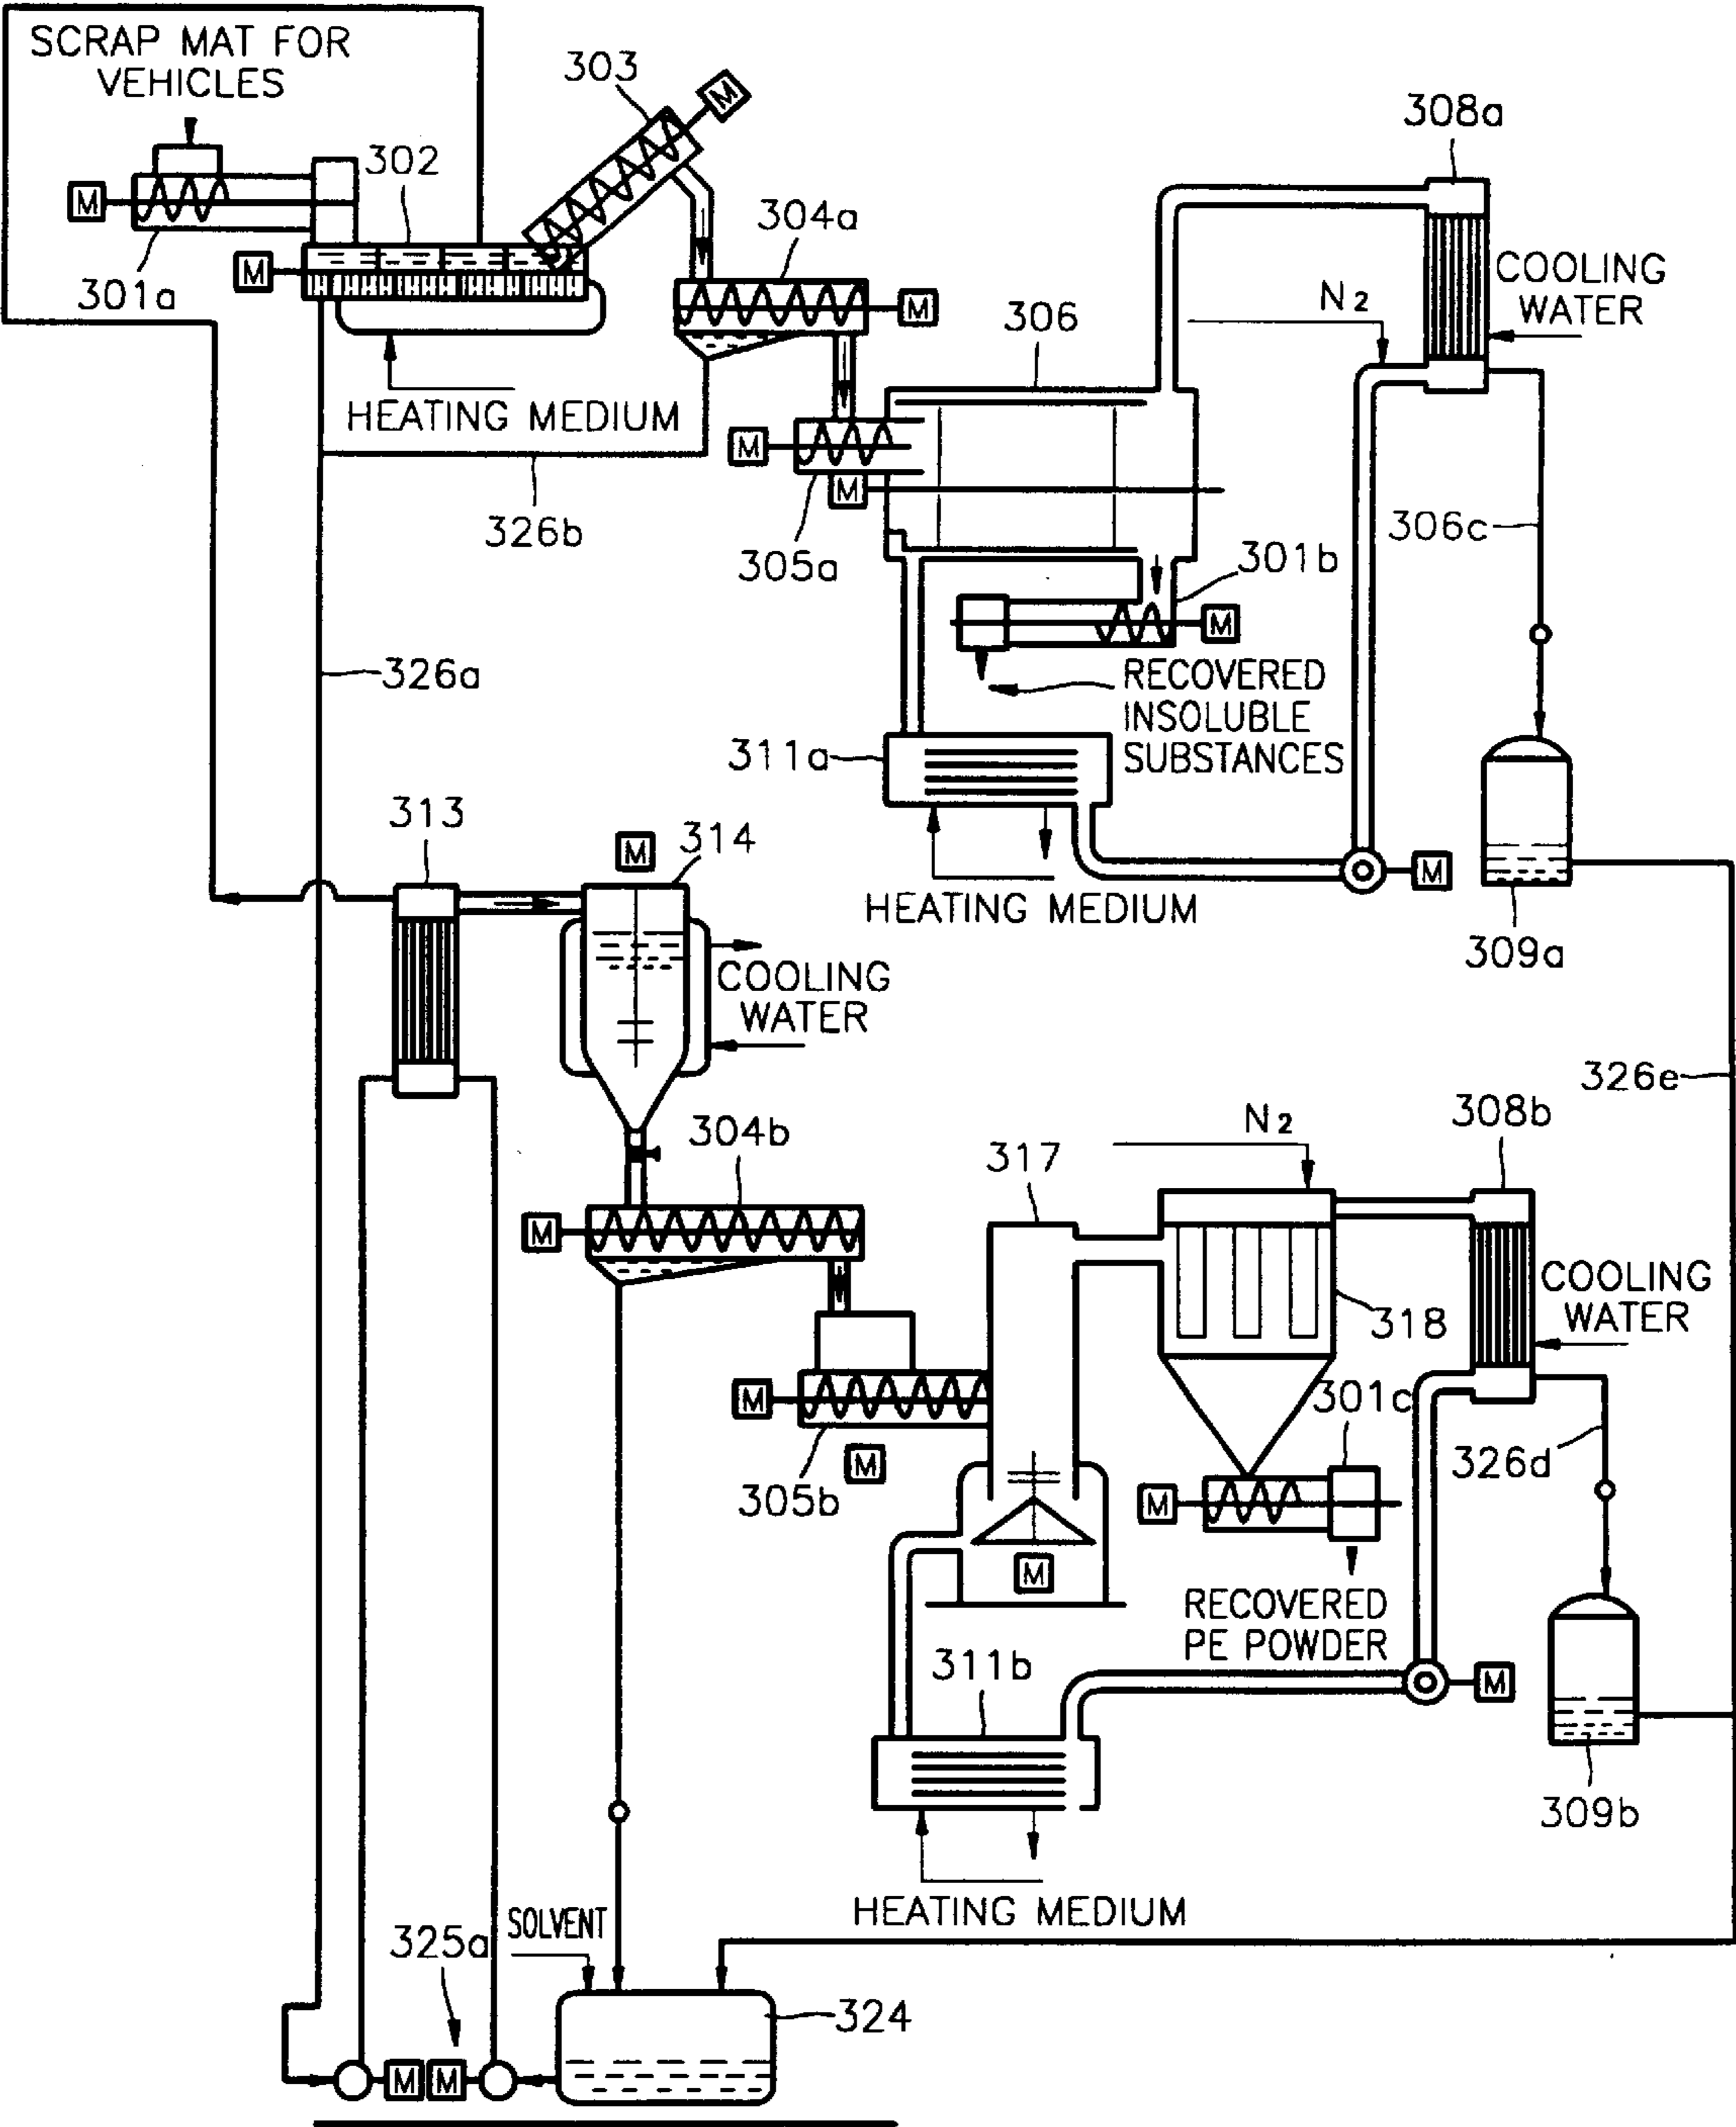 SCRAP MAT FOR
VEHICLES
303
M
308a
302
M
304a
M
301a
COOLING
WATER
N2
306
M
HEATING MEDIUM
M
M
326b
305a
306c
301b
M
326a
RECOVERED
INSOLUBLE
SUBSTANCES
311a
313
M
314
M
HEATING MEDIUM
309a
COOLING
WATER
326e
304b
N2
308b
317
M
COOLING
WATER
318
M
301c
M
326d
305b
M
M
RECOVERED
PE POWDER
311b
M
309b
HEATING MEDIUM
SOLVENT
325a
324
M
M